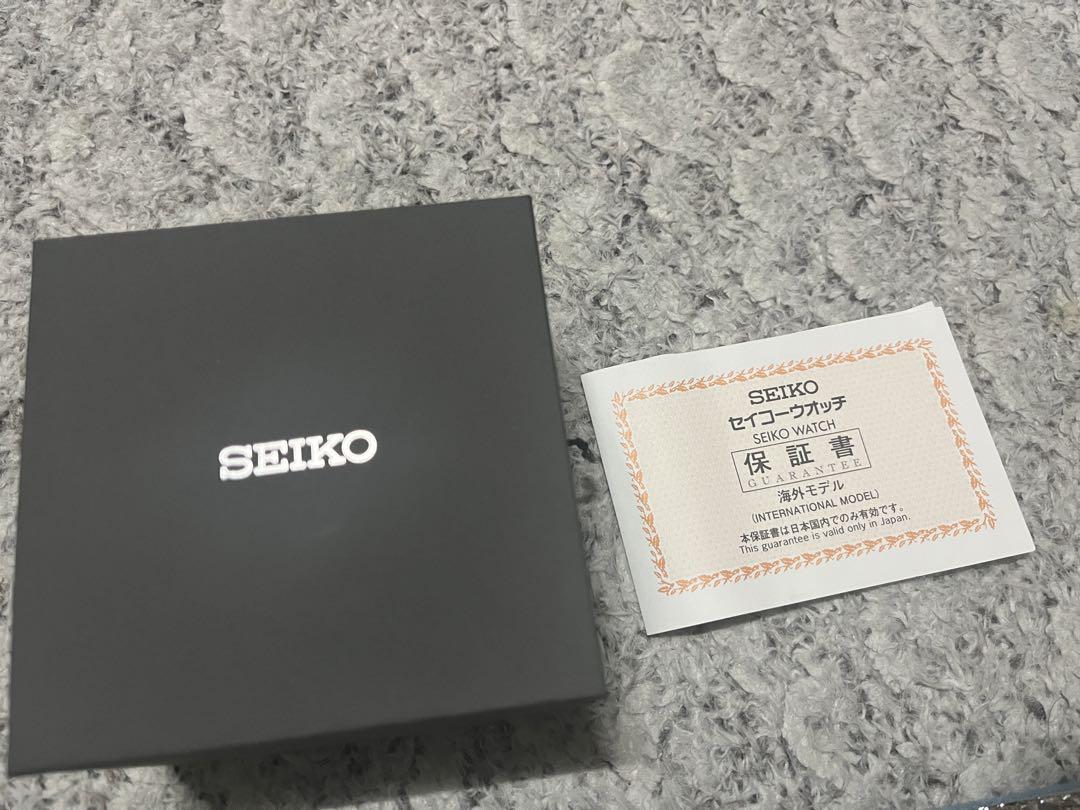 SEIKO
SEIKO
セイコーウオッチ
SEIKO WATCH
保証書
GUARANTEE
海外モデル
(INTERNATIONAL MODEL)
本保証書は日本国内でのみ有効です。
This guarantee is valid only in Japan.